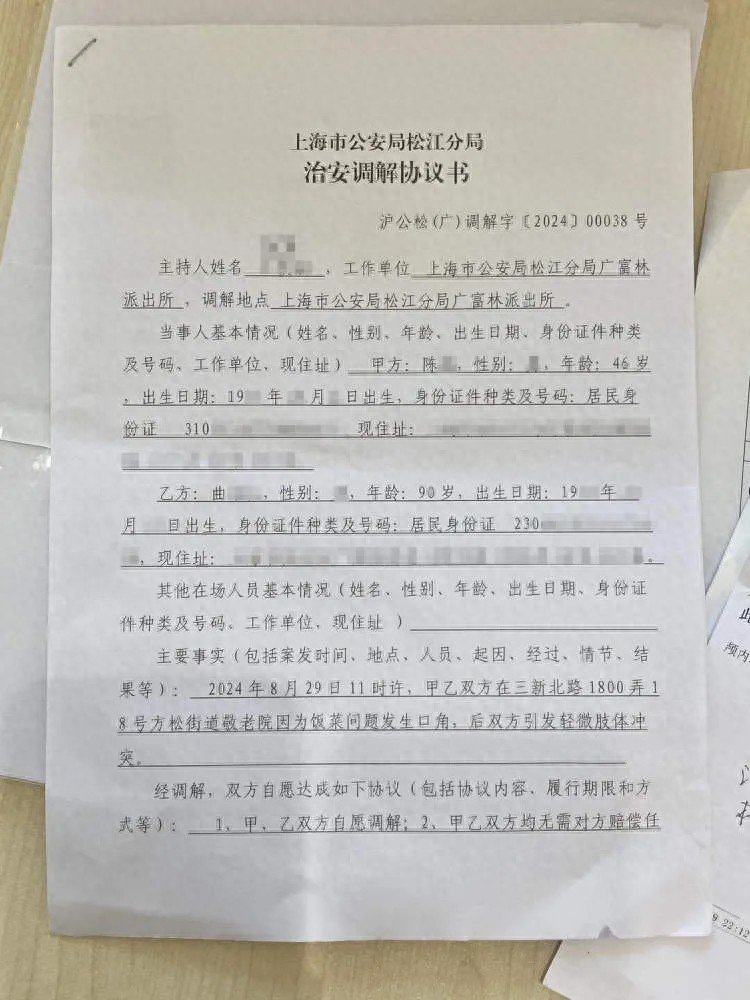 上海市公安局松江分局
治安调解协议书
沪公松(广)调解字〔2024〕00038 号
主持人姓名 ，工作单位 上海市公安局松江分局广富林
派出所 ，调解地点 上海市公安局松江分局广富林派出所 。
当事人基本情况（姓名、性别、年龄、出生日期、身份证件种类
及号码、工作单位、现住址） 甲方：陈 ，性别： ，年龄：46 岁
，出生日期：19 年 月 日出生，身份证件种类及号码：居民身
份证 310 现住址：
乙方：曲 ，性别： ，年龄：90 岁，出生日期：19 年
月 日出生，身份证件种类及号码：居民身份证 230
，现住址： 。
其他在场人员基本情况（姓名、性别、年龄、出生日期、身份证
件种类及号码、工作单位、现住址 ）
主要事实（包括案发时间、地点、人员、起因、经过、情节、结
果等）： 2024 年 8 月 29 日 11 时许，甲乙双方在三新北路 1800 弄 1
8 号方松街道敬老院因为饭菜问题发生口角，后双方引发轻微肢体冲
突。
经调解，双方自愿达成如下协议（包括协议内容、履行期限和方
式等）： 1、甲、乙双方自愿调解；2、甲乙双方均无需对方赔偿任
此
颅内
9 22:12